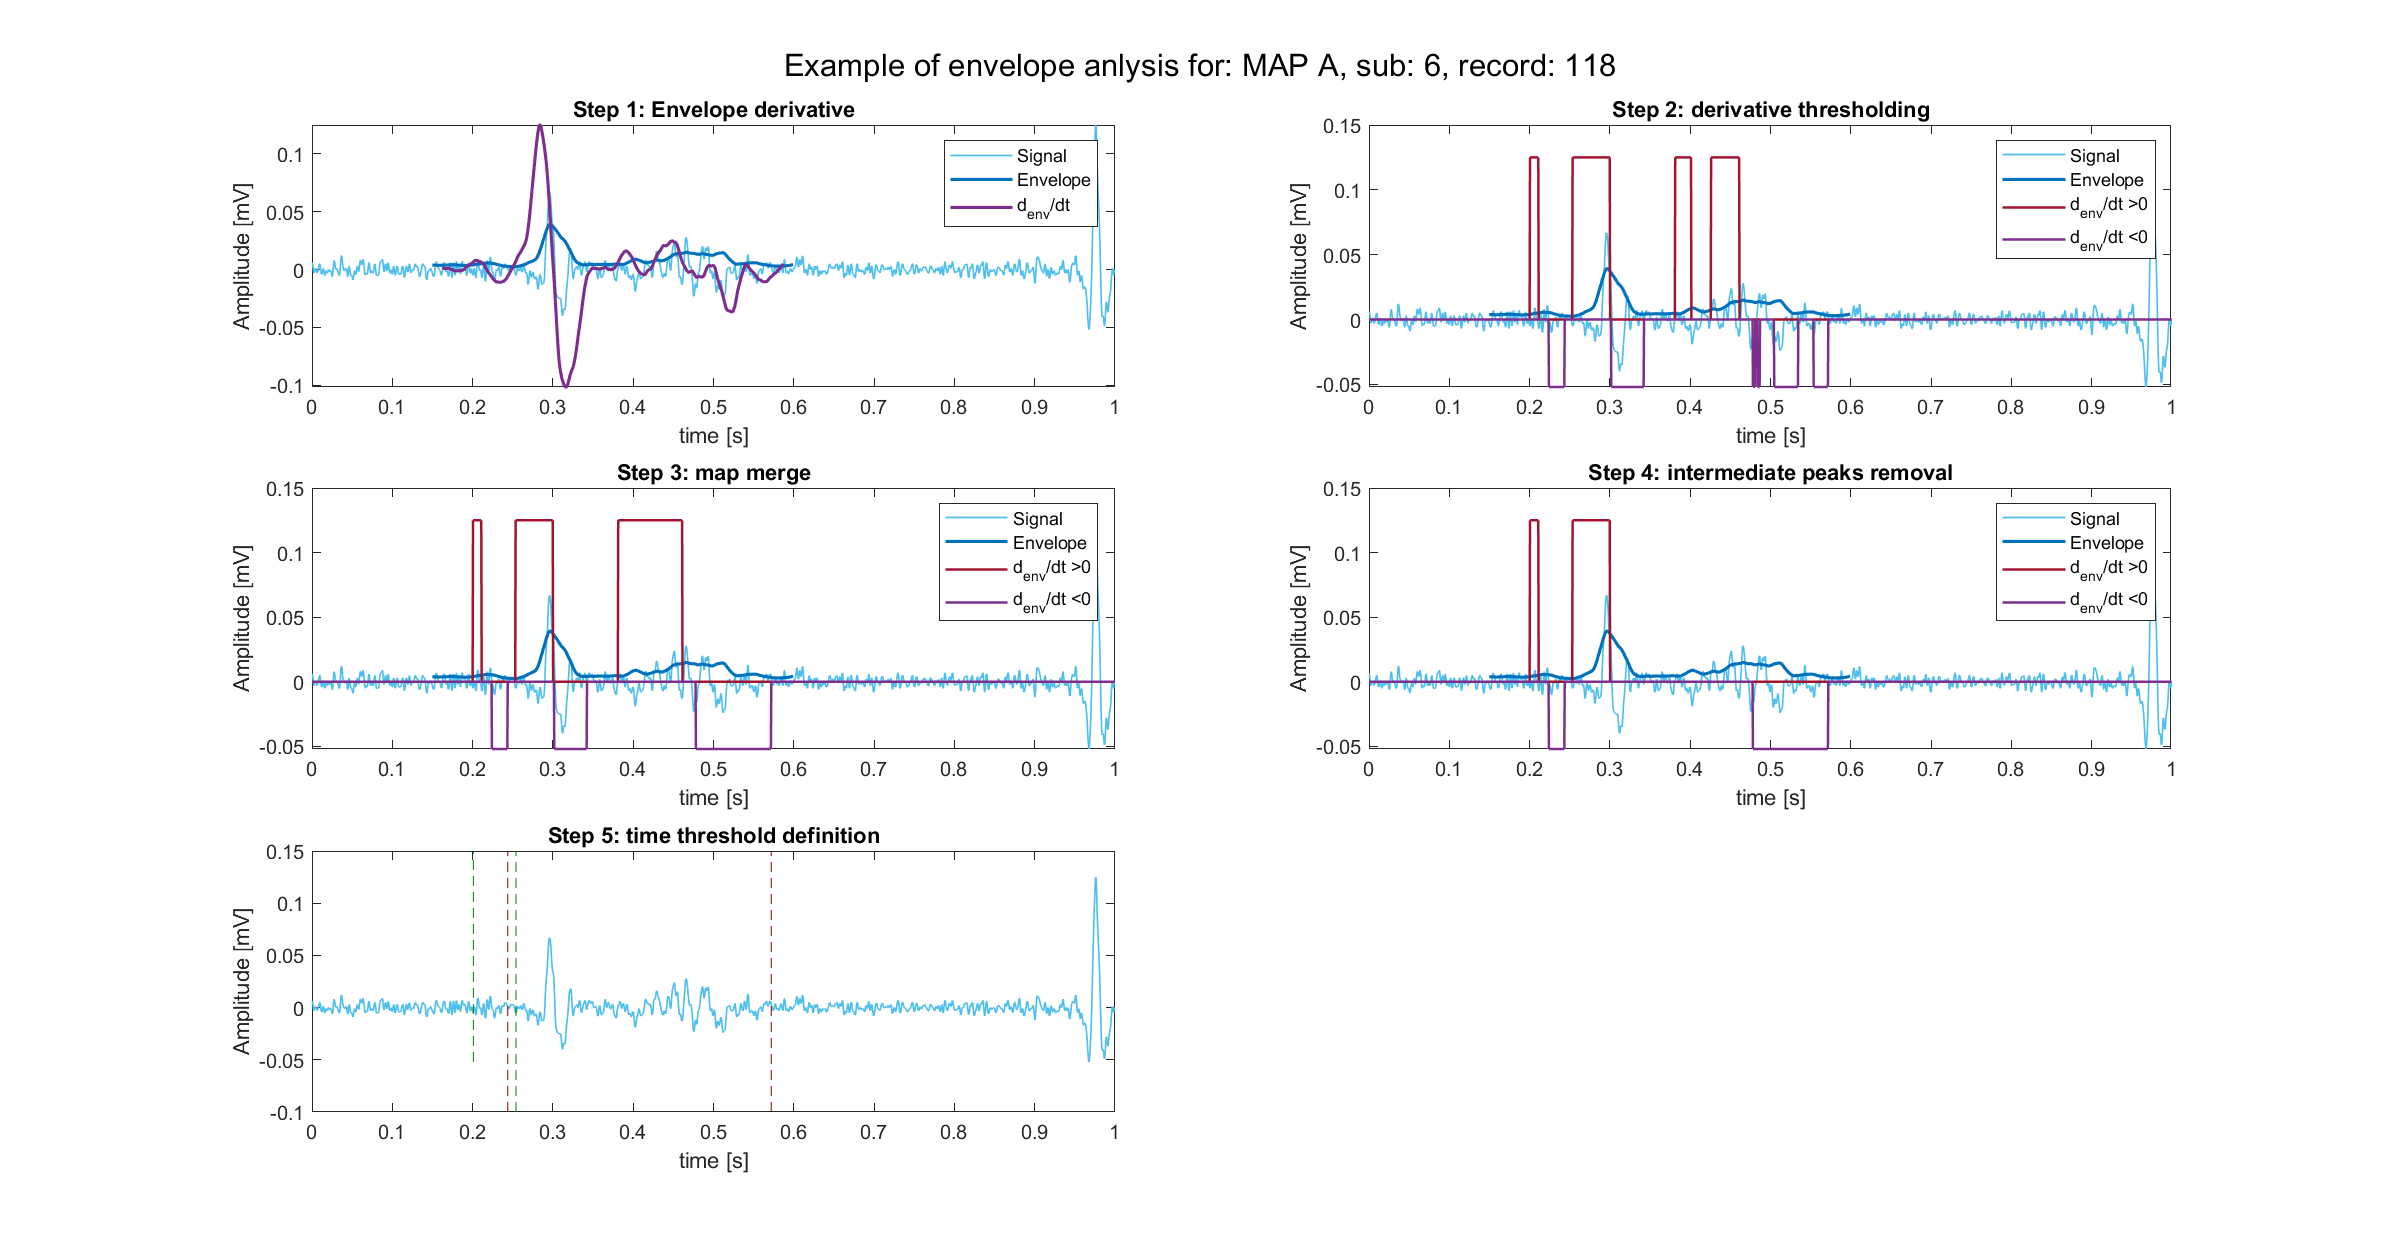 Example of envelope anlysis for: MAP A, sub: 6, record: 118
Step 1: Envelope derivative
Amplitude [mV]
0.1
0.05
0
-0.05
-0.1
0 0.1 0.2 0.3 0.4 0.5 0.6 0.7 0.8 0.9 1
time [s]
Signal
Envelope
d_env/dt
Step 2: derivative thresholding
Amplitude [mV]
0.15
0.1
0.05
0
-0.05
0 0.1 0.2 0.3 0.4 0.5 0.6 0.7 0.8 0.9 1
time [s]
Signal
Envelope
d_env/dt >0
d_env/dt <0
Step 3: map merge
Amplitude [mV]
0.15
0.1
0.05
0
-0.05
0 0.1 0.2 0.3 0.4 0.5 0.6 0.7 0.8 0.9 1
time [s]
Signal
Envelope
d_env/dt >0
d_env/dt <0
Step 4: intermediate peaks removal
Amplitude [mV]
0.15
0.1
0.05
0
-0.05
0 0.1 0.2 0.3 0.4 0.5 0.6 0.7 0.8 0.9 1
time [s]
Signal
Envelope
d_env/dt >0
d_env/dt <0
Step 5: time threshold definition
Amplitude [mV]
0.15
0.1
0.05
0
-0.05
-0.1
0 0.1 0.2 0.3 0.4 0.5 0.6 0.7 0.8 0.9 1
time [s]